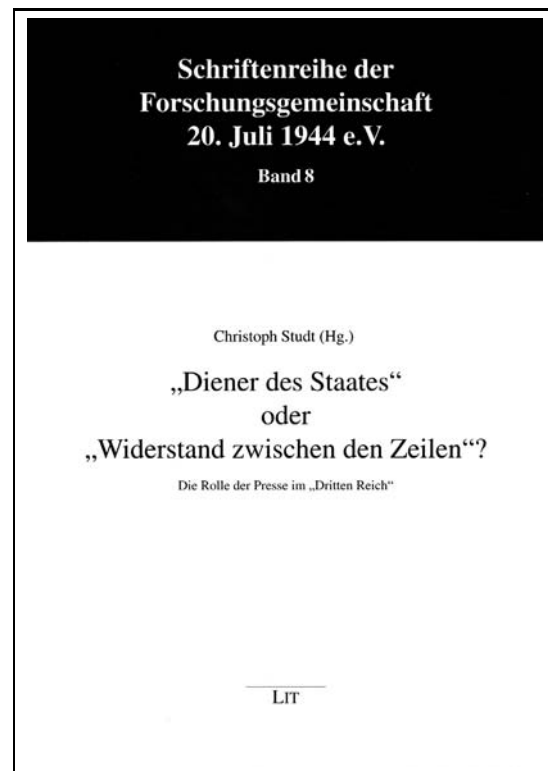 Schriftenreihe der
Forschungsgemeinschaft
20. Juli 1944 e.V.
Band 8
Christoph Studt (Hg.)
„Diener des Staates“
oder
„Widerstand zwischen den Zeilen“?
Die Rolle der Presse im „Dritten Reich“
LIT